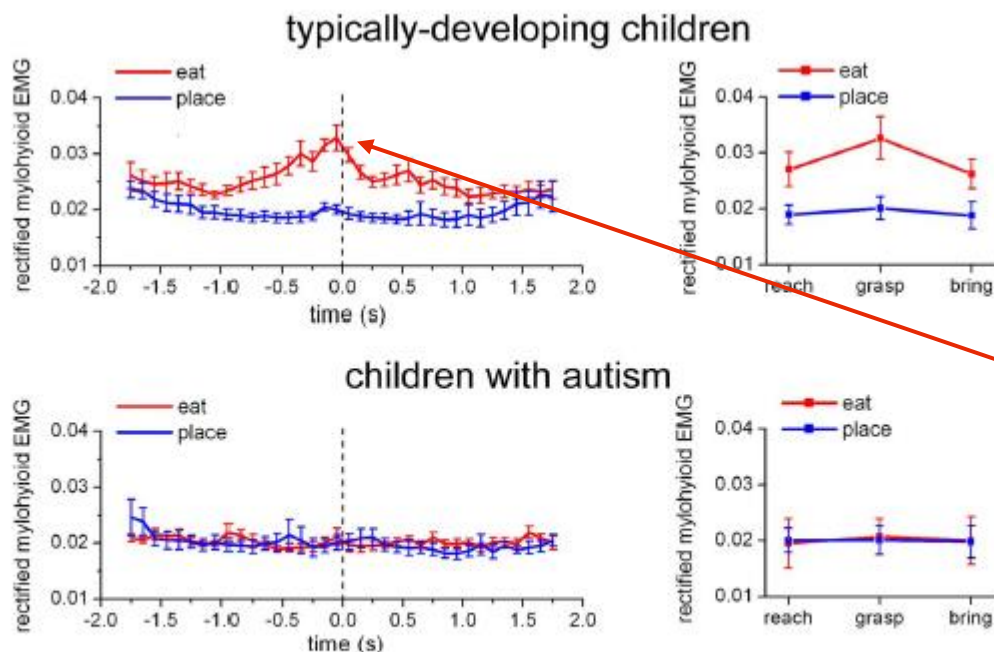 typically-developing children
rectified mylohyioid EMG
eat
place
0.04
0.03
0.02
0.01
-2.0 -1.5 -1.0 -0.5 0.0 0.5 1.0 1.5 2.0
time (s)
rectified mylohyioid EMG
eat
place
0.04
0.03
0.02
0.01
reach grasp bring
children with autism
rectified mylohyioid EMG
eat
place
0.04
0.03
0.02
0.01
-2.0 -1.5 -1.0 -0.5 0.0 0.5 1.0 1.5 2.0
time (s)
rectified mylohyioid EMG
eat
place
0.04
0.03
0.02
0.01
reach grasp bring